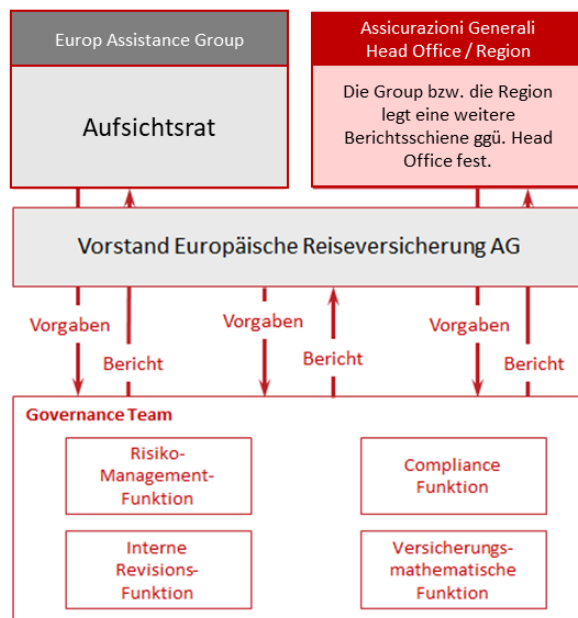 Europ Assistance Group
Aufsichtsrat
Assicurazioni Generali
Head Office / Region
Die Group bzw. die Region
legt eine weitere
Berichtsschiene ggü. Head
Office fest.
Vorstand Europäische Reiseversicherung AG
Vorgaben
Bericht
Vorgaben
Bericht
Vorgaben
Bericht
Governance Team
Risiko-
Management-
Funktion
Compliance
Funktion
Interne
Revisions-
Funktion
Versicherungs-
mathematische
Funktion